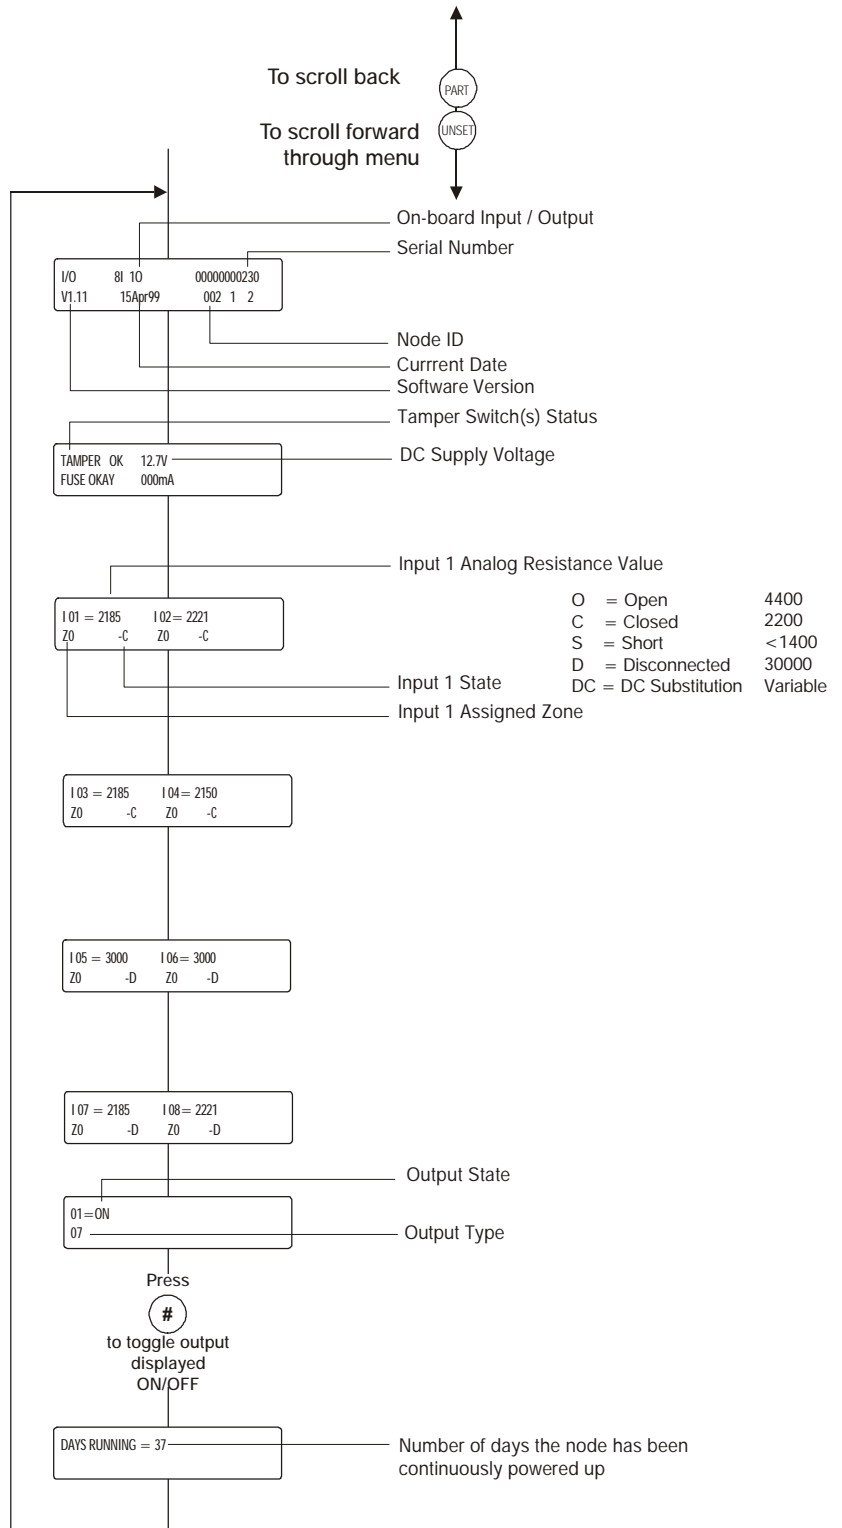 To scroll back
PART
To scroll forward
through menu
UNSET
On-board Input / Output
Serial Number
I/O 8I 1O 00000000230
V1.11 15Apr99 002 1 2
Node ID
Currrent Date
Software Version
Tamper Switch(s) Status
TAMPER OK 12.7V
FUSE OKAY 000mA
DC Supply Voltage
Input 1 Analog Resistance Value
I 01 = 2185 I 02 = 2221
Z0 -C Z0 -C
O = Open 4400
C = Closed 2200
S = Short <1400
D = Disconnected 30000
DC = DC Substitution Variable
Input 1 State
Input 1 Assigned Zone
I 03 = 2185 I 04 = 2150
Z0 -C Z0 -C
I 05 = 3000 I 06 = 3000
Z0 -D Z0 -D
I 07 = 2185 I 08 = 2221
Z0 -D Z0 -D
Output State
01=ON
07
Output Type
Press
#
to toggle output
displayed
ON/OFF
DAYS RUNNING = 37
Number of days the node has been
continuously powered up